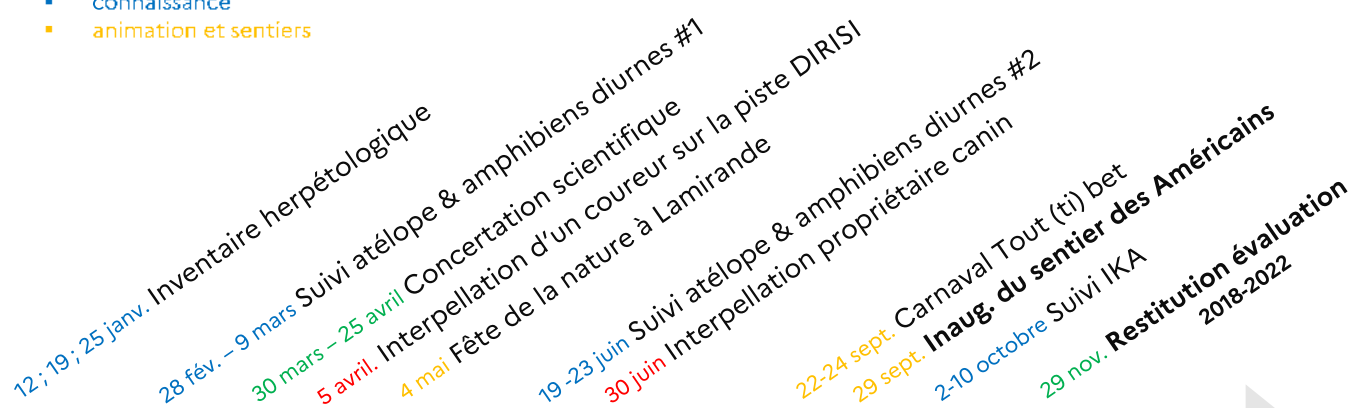 connaissance
animation et sentiers
12 ; 19 ; 25 janv. Inventaire herpétologique
28 fév. – 9 mars Suivi atélope & amphibiens diurnes #1
30 mars – 25 avril Concertation scientifique
5 avril. Interpellation d'un coureur sur la piste DIRISI
4 mai Fête de la nature à Lamirande
19 -23 juin Suivi atélope & amphibiens diurnes #2
30 juin Interpellation propriétaire canin
22-24 sept. Carnaval Tout (ti) bet
29 sept. Inaug. du sentier des Américains
2-10 octobre Suivi IKA
29 nov. Restitution évaluation
2018-2022